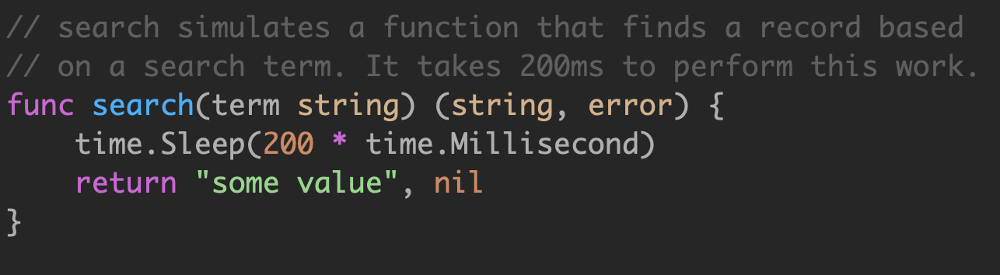 // search simulates a function that finds a record based
// on a search term. It takes 200ms to perform this work.
func search(term string) (string, error) {
    time.Sleep(200 * time.Millisecond)
    return "some value", nil
}